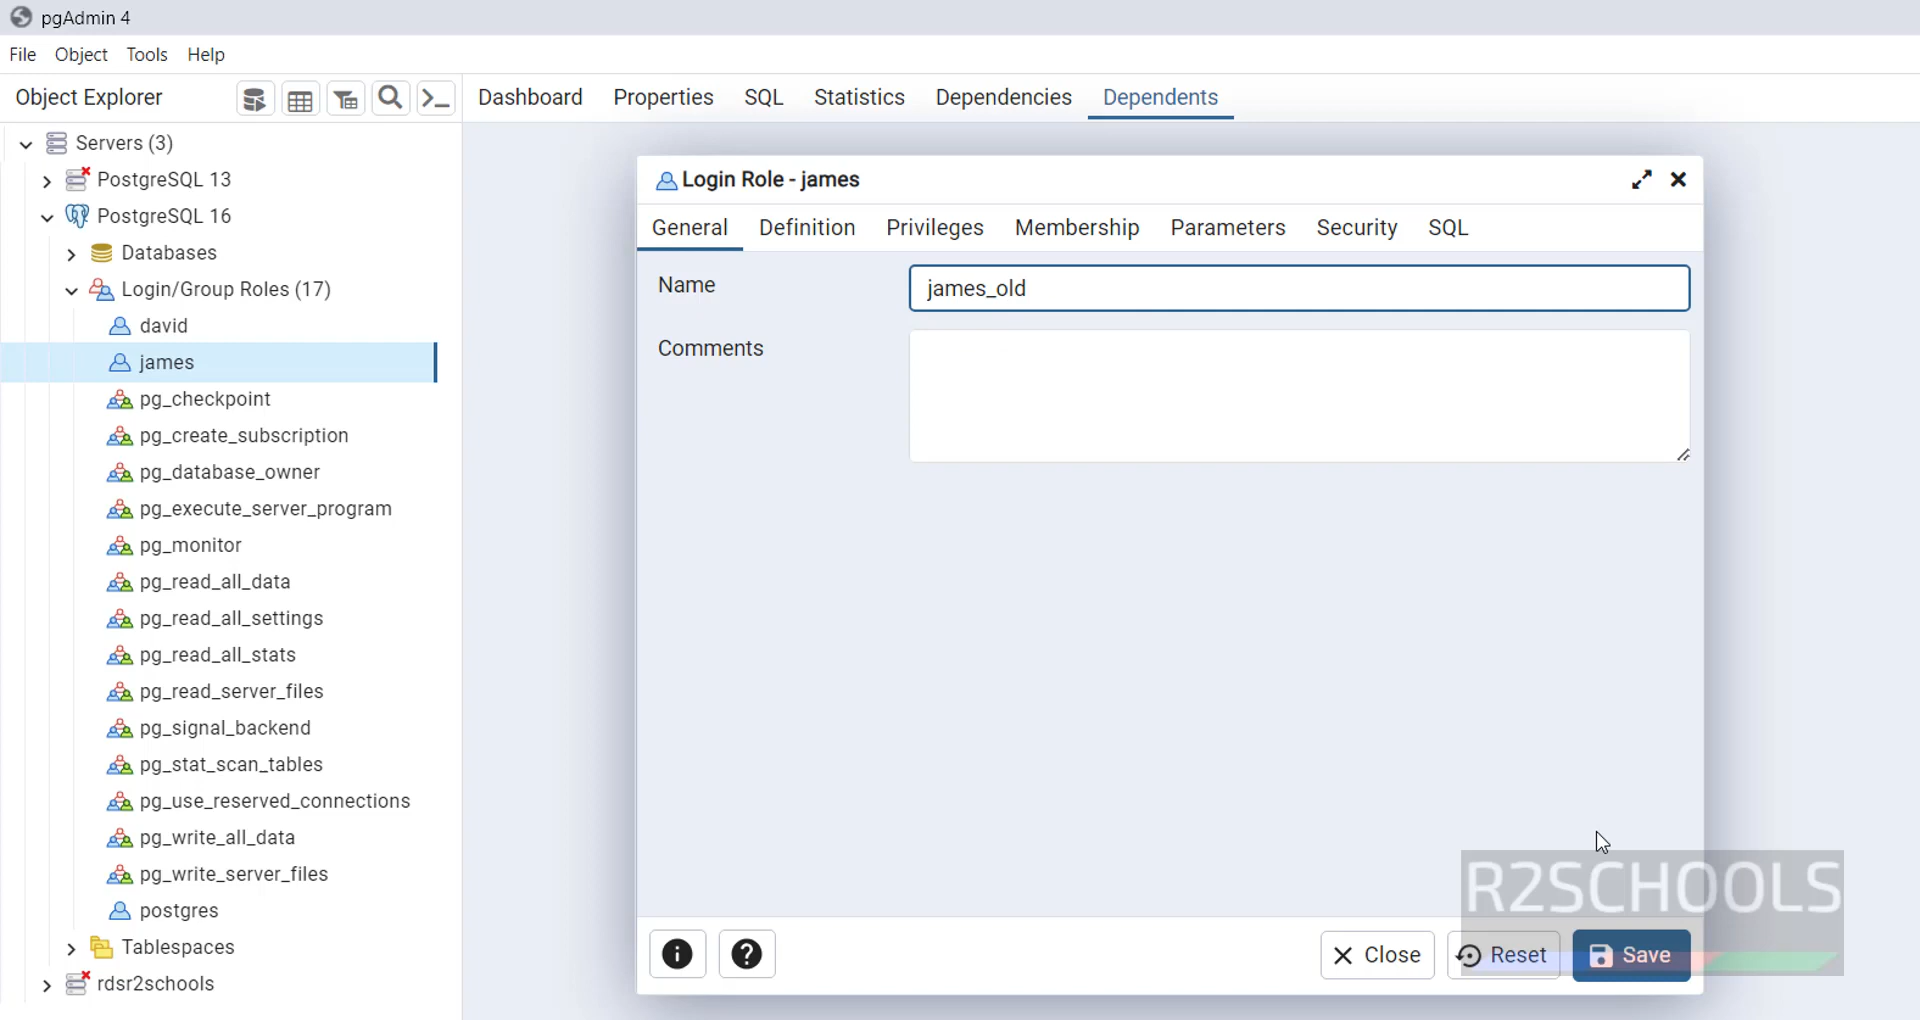 pgAdmin 4
File Object Tools Help
Object Explorer
Dashboard Properties SQL Statistics Dependencies Dependents
Servers (3)
PostgreSQL 13
PostgreSQL 16
Databases
Login/Group Roles (17)
david
james
pg_checkpoint
pg_create_subscription
pg_database_owner
pg_execute_server_program
pg_monitor
pg_read_all_data
pg_read_all_settings
pg_read_all_stats
pg_read_server_files
pg_signal_backend
pg_stat_scan_tables
pg_use_reserved_connections
pg_write_all_data
pg_write_server_files
postgres
Tablespaces
rdsr2schools
Login Role - james
General Definition Privileges Membership Parameters Security SQL
Name
james_old
Comments
R2SCHOOLS
Close Reset Save